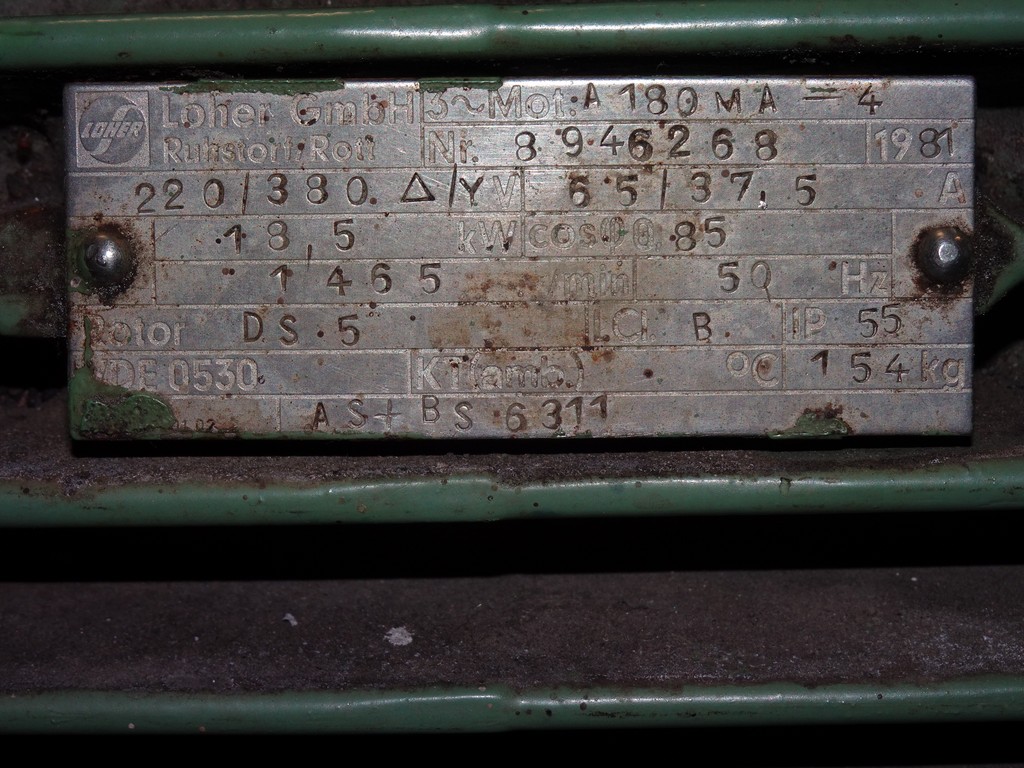 LOHER Loher GmbH 3~Mot. A 180 MA - 4
Ruhstorf/Rott Nr. 8946268 1981
220/380. Δ/Y V 65/37,5 A
18,5 kW cosφ 0,85
1465 /min 50 Hz
Rotor DS.5 I.Cl. B. IP 55
VDE 0530 KT(amb.) °C 154 kg
AS+BS 6311